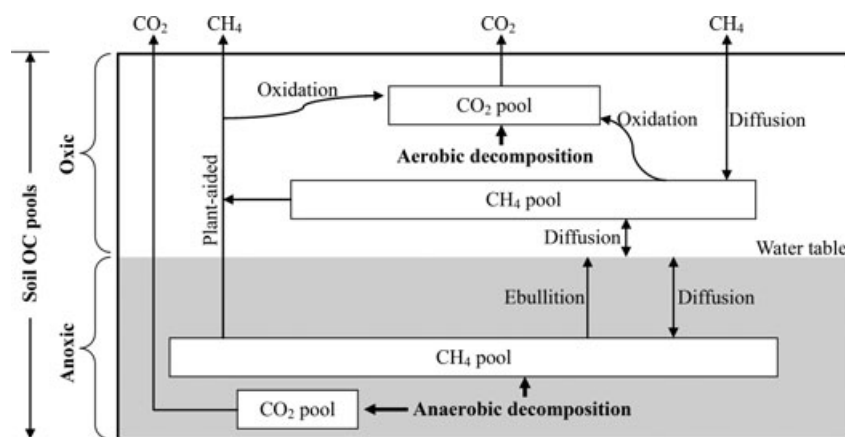 CO₂ CH₄ CO₂ CH₄
Oxidation
CO₂ pool
Oxidation
Diffusion
Aerobic decomposition
CH₄ pool
Plant-aided
Diffusion
Water table
Oxic
Soil OC pools
Anoxic
Ebullition
Diffusion
CH₄ pool
CO₂ pool
Anaerobic decomposition